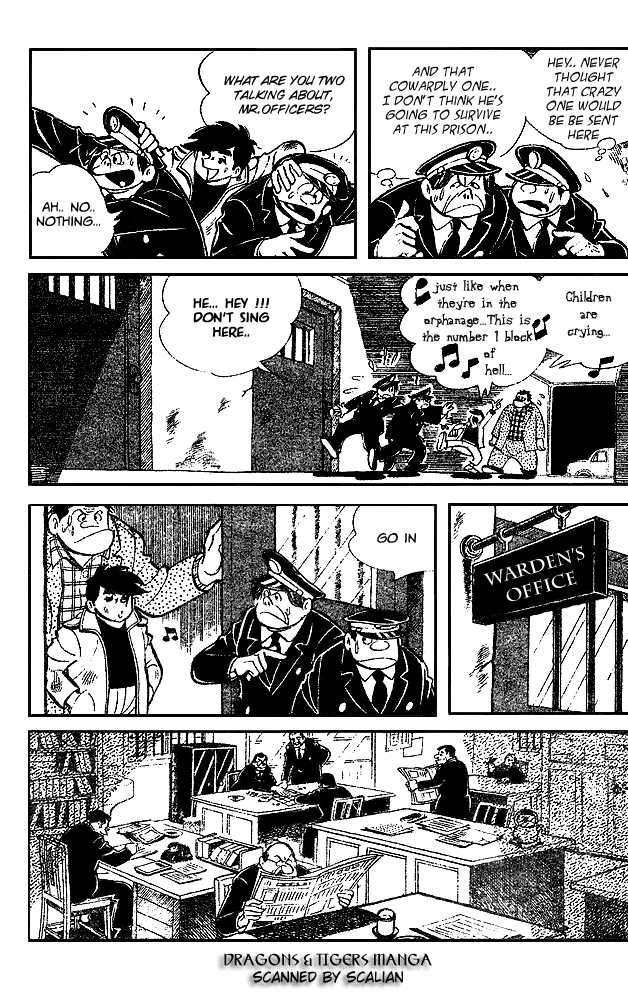 HEY.. NEVER
THOUGHT
THAT CRAZY
ONE WOULD
BE BE SENT
HERE
AND THAT
COWARDLY ONE..
I DON'T THINK HE'S
GOING TO SURVIVE
AT THIS PRISON..
WHAT ARE YOU TWO
TALKING ABOUT,
MR.OFFICERS?
AH.. NO..
NOTHING...
Children
are
crying...
just like when
they're in the
orphanage...This is
the number 1 block
of
hell...
HE... HEY !!!
DON'T SING
HERE..
WARDEN'S
OFFICE
GO IN
DRAGONS & TIGERS MANGA
SCANNED BY SCALIAN